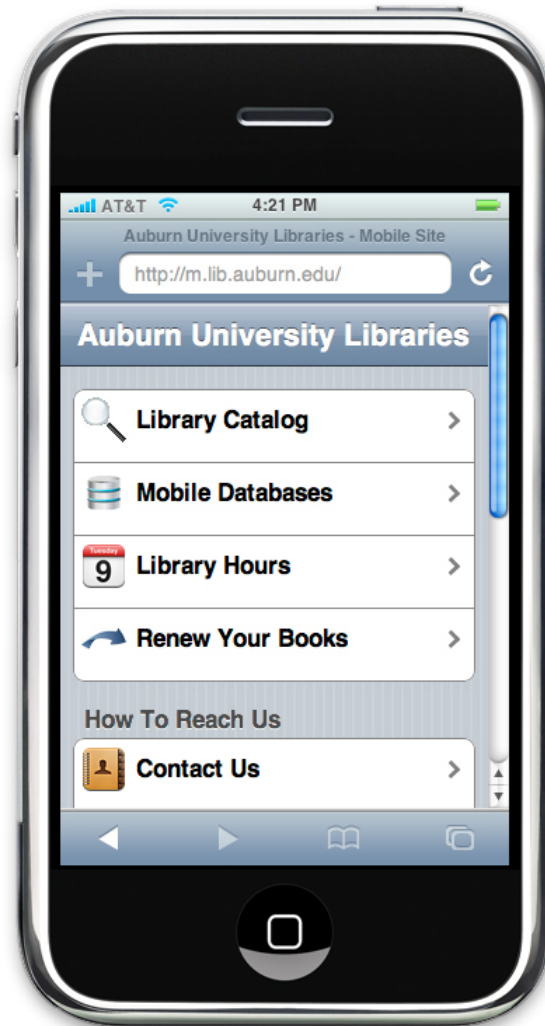 AT&T 4:21 PM
Auburn University Libraries - Mobile Site
http://m.lib.auburn.edu/
Auburn University Libraries
Library Catalog
Mobile Databases
Tuesday
9
Library Hours
Renew Your Books
How To Reach Us
Contact Us